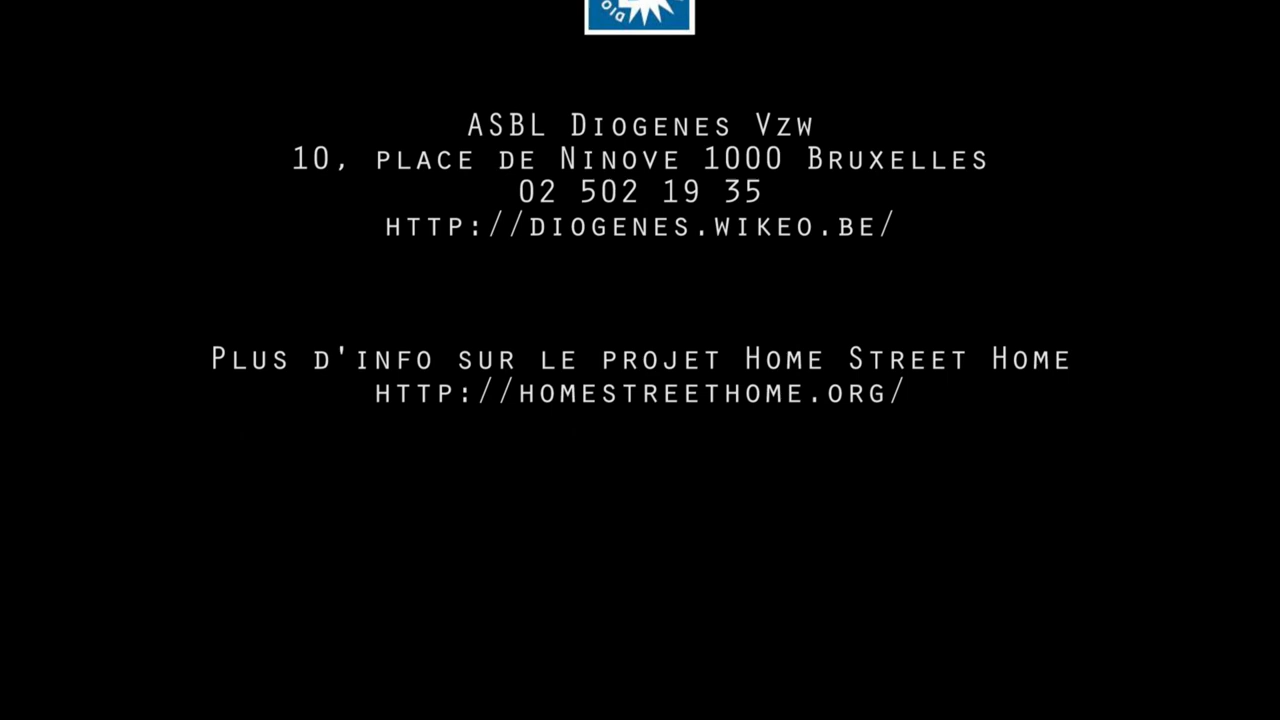 DIO
ASBL Diogenes Vzw
10, place de Ninove 1000 Bruxelles
02 502 19 35
http://diogenes.wikeo.be/
Plus d'info sur le projet Home Street Home
http://homestreethome.org/